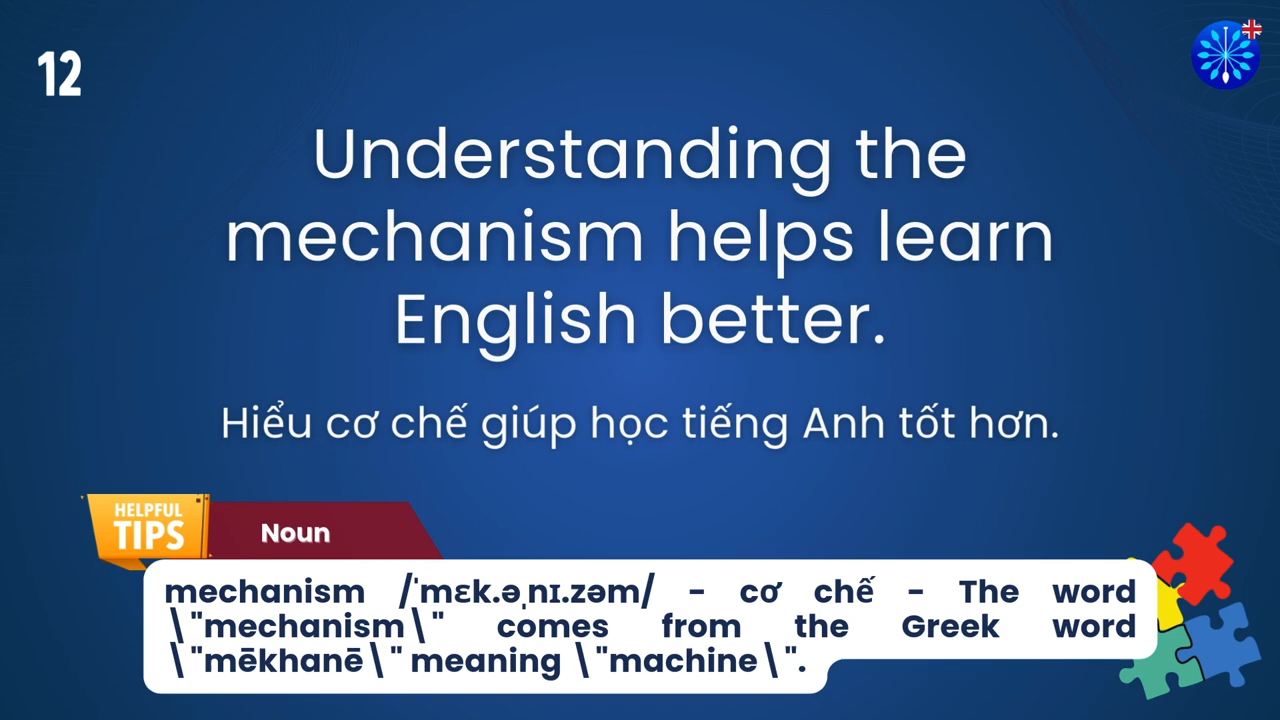 12
Understanding the
mechanism helps learn
English better.
Hiểu cơ chế giúp học tiếng Anh tốt hơn.
HELPFUL
TIPS
Noun
mechanism /ˈmɛk.əˌnɪ.zəm/ - cơ chế - The word
\"mechanism\" comes from the Greek word
\"mēkhanē\" meaning \"machine\".